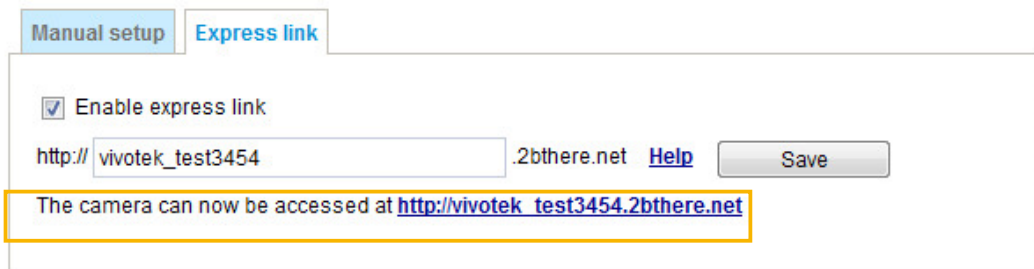 Manual setup Express link
Enable express link
http:// vivotek_test3454 .2bthere.net Help Save
The camera can now be accessed at http://vivotek_test3454.2bthere.net